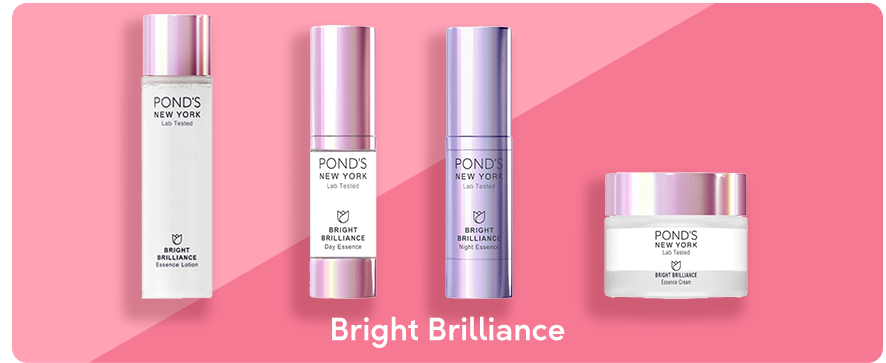 POND'S
NEW YORK
Lab Tested
BRIGHT
BRILLIANCE
Essence Lotion
POND'S
NEW YORK
Lab Tested
BRIGHT
BRILLIANCE
Day Essence
POND'S
NEW YORK
Lab Tested
BRIGHT
BRILLIANCE
Night Essence
POND'S
NEW YORK
Lab Tested
BRIGHT BRILLIANCE
Essence Cream
Bright Brilliance